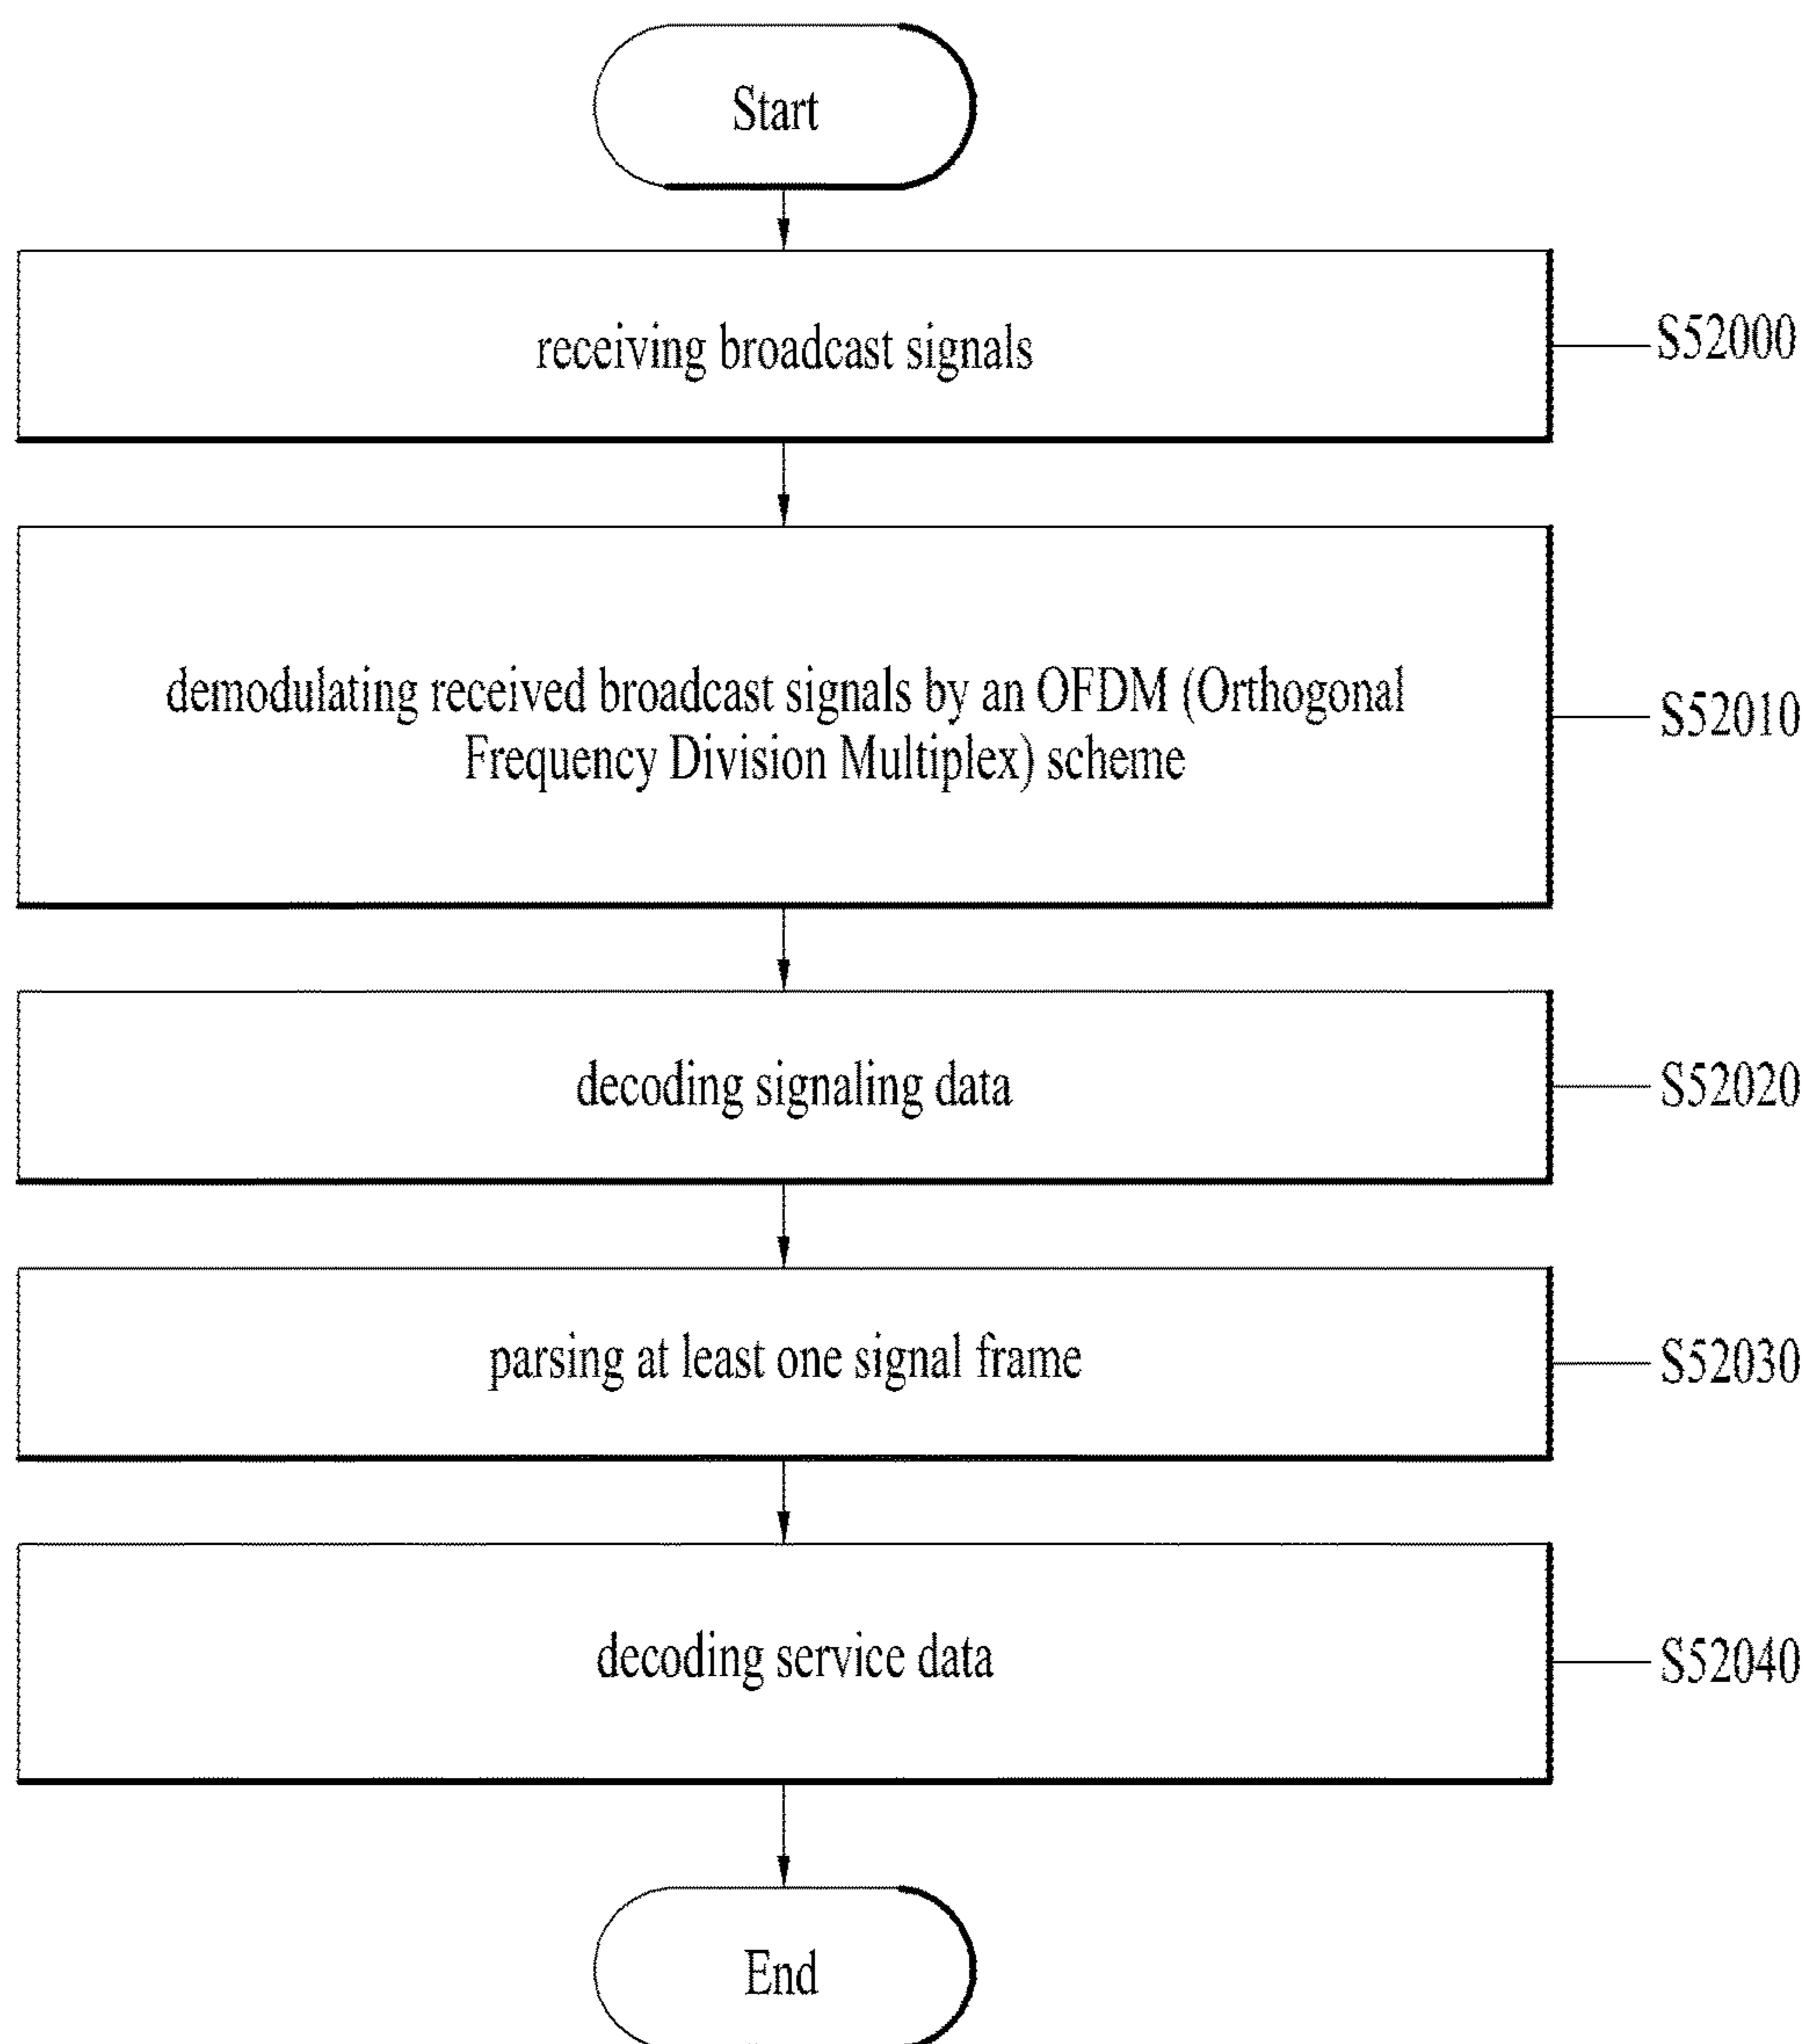 Start
receiving broadcast signals
S52000
demodulating received broadcast signals by an OFDM (Orthogonal
Frequency Division Multiplex) scheme
S52010
decoding signaling data
S52020
parsing at least one signal frame
S52030
decoding service data
S52040
End